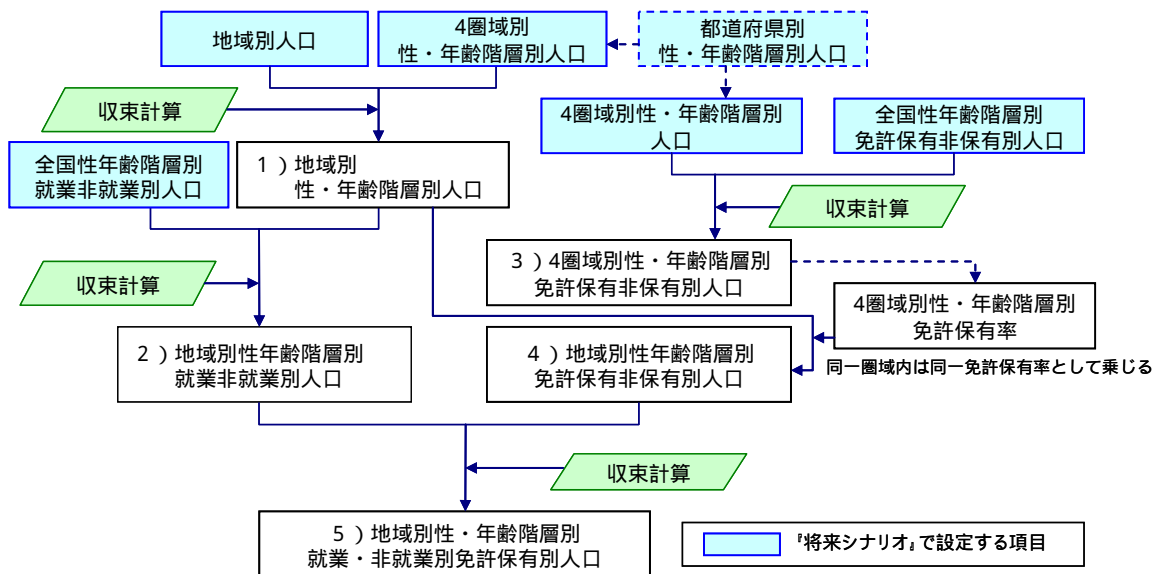 地域別人口
4圏域別
性・年齢階層別人口
都道府県別
性・年齢階層別人口
収束計算
4圏域別性・年齢階層別
人口
全国性年齢階層別
免許保有非保有別人口
全国性年齢階層別
就業非就業別人口
1)地域別
性・年齢階層別人口
収束計算
3)4圏域別性・年齢階層別
免許保有非保有別人口
収束計算
4圏域別性・年齢階層別
免許保有率
2)地域別性年齢階層別
就業非就業別人口
4)地域別性年齢階層別
免許保有非保有別人口
同一圏域内は同一免許保有率として乗じる
収束計算
5)地域別性・年齢階層別
就業・非就業別免許保有別人口
『将来シナリオ』で設定する項目